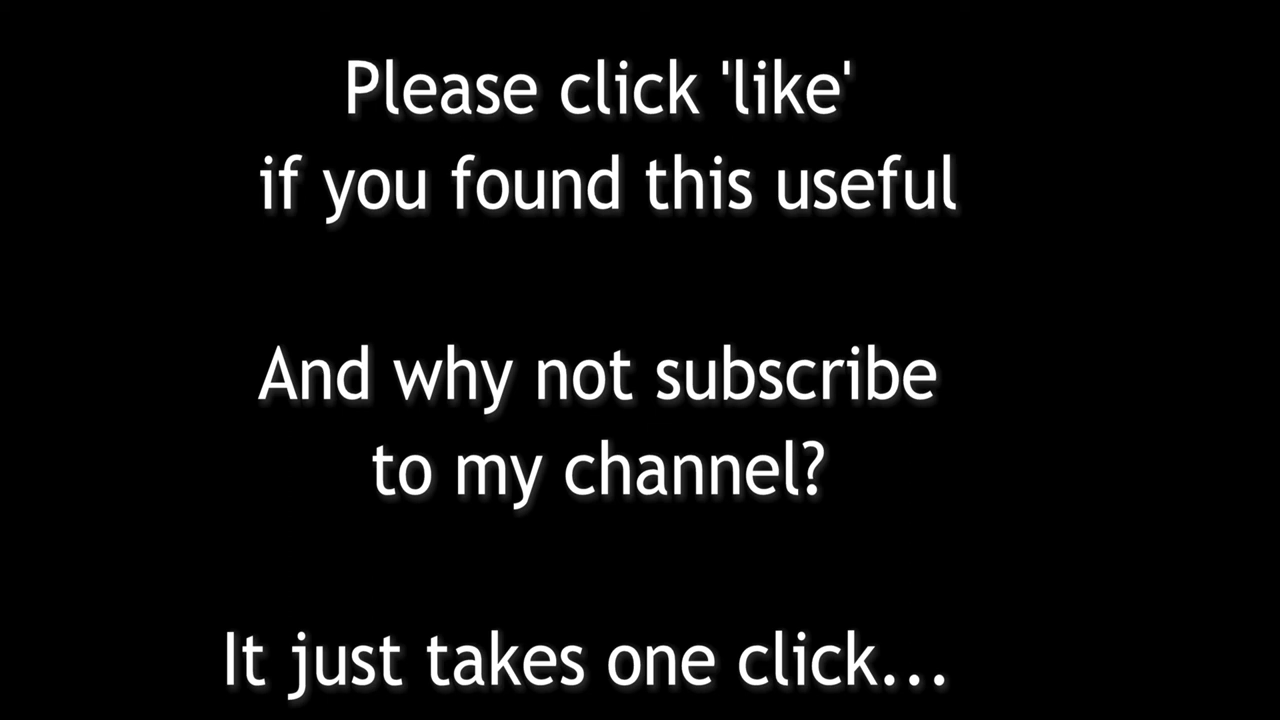 Please click 'like'
if you found this useful
And why not subscribe
to my channel?
It just takes one click...